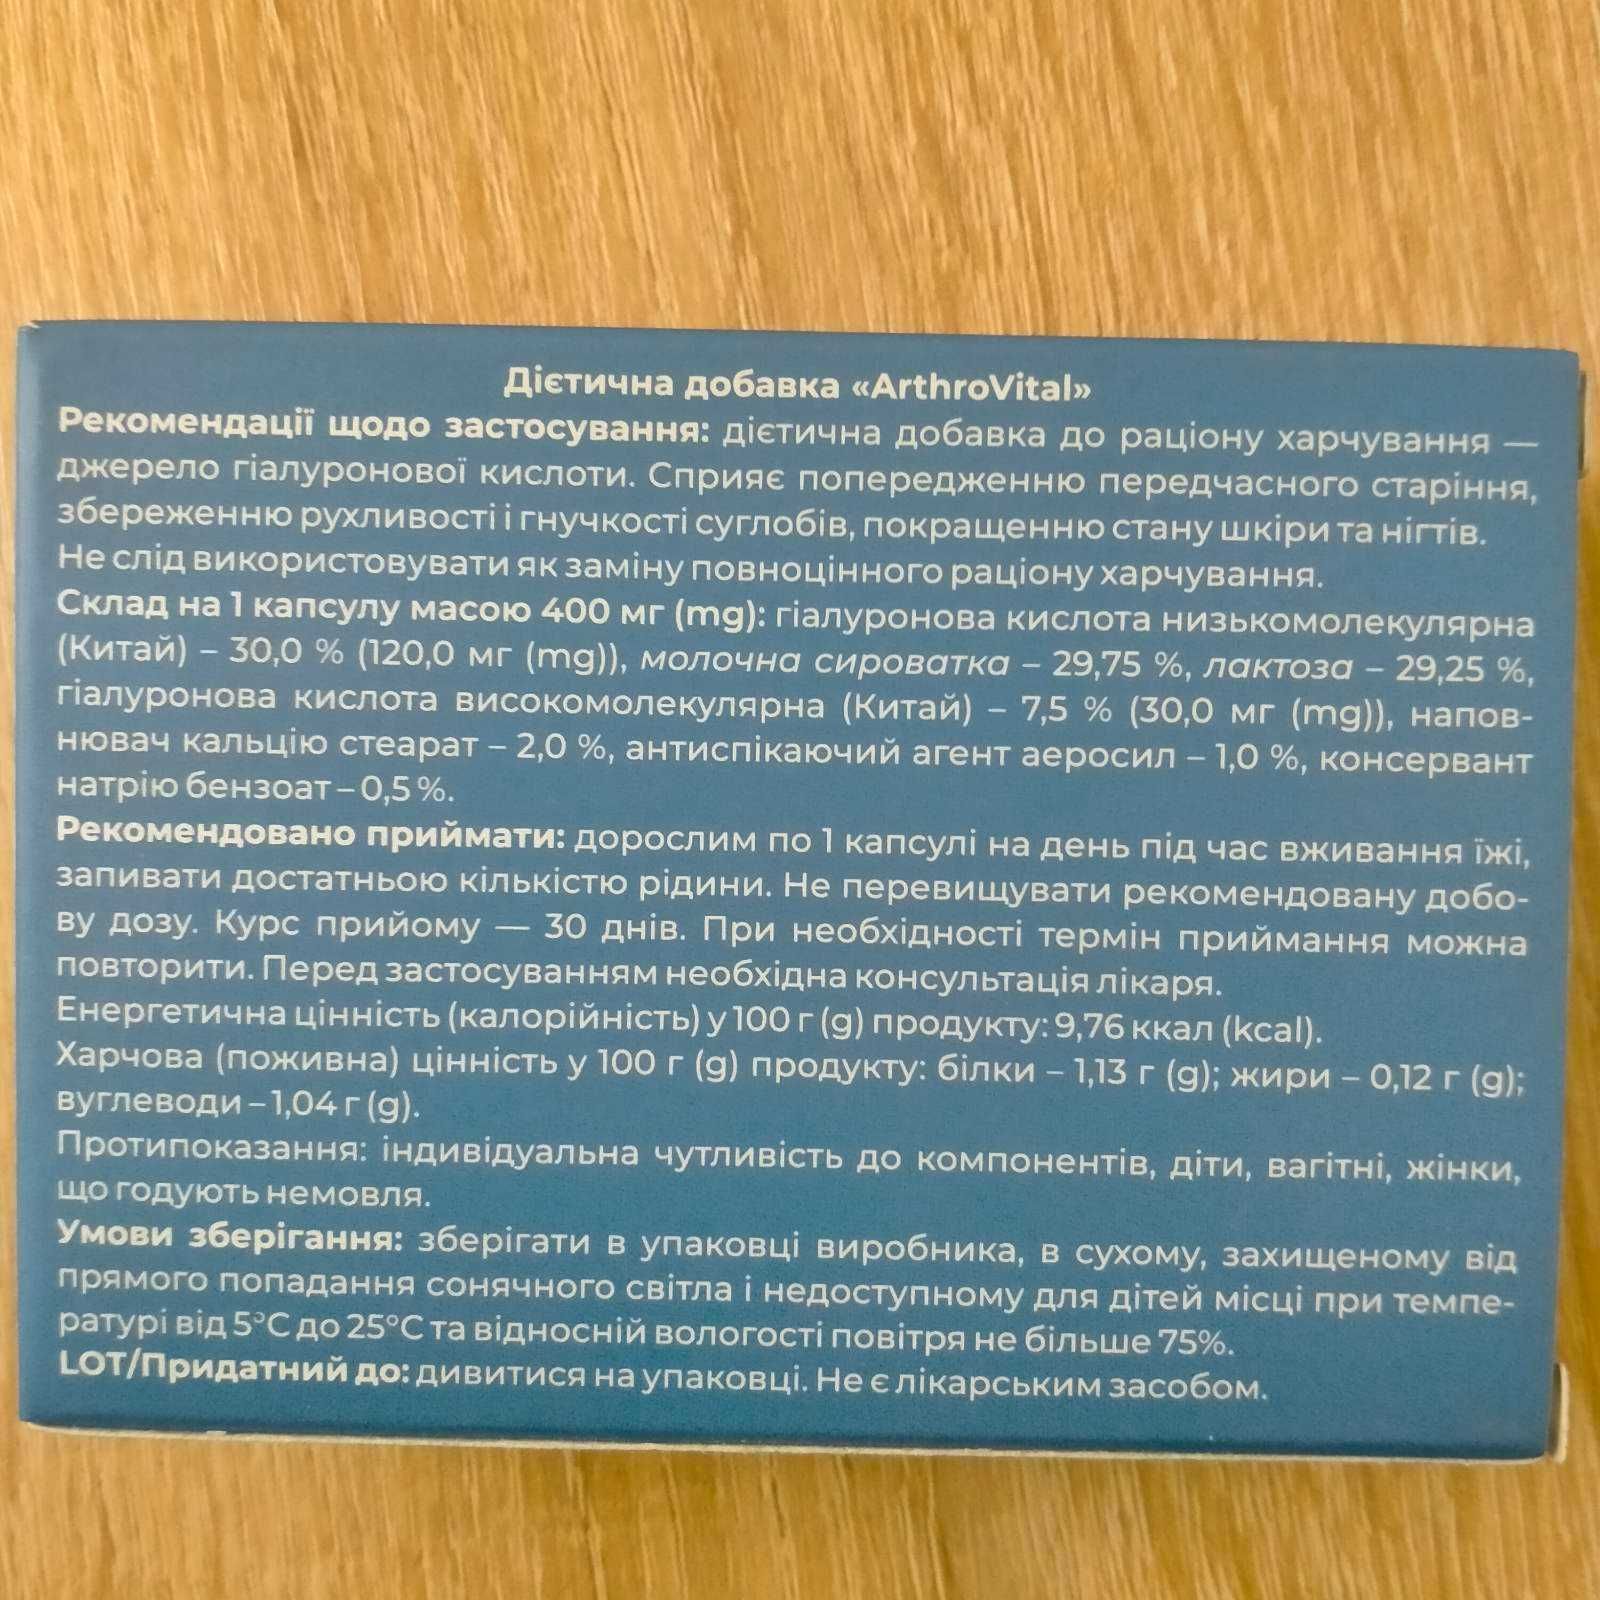 Дієтична добавка «ArthroVital»
Рекомендації щодо застосування: дієтична добавка до раціону харчування —
джерело гіалуронової кислоти. Сприяє попередженню передчасного старіння,
збереженню рухливості і гнучкості суглобів, покращенню стану шкіри та нігтів.
Не слід використовувати як заміну повноцінного раціону харчування.
Склад на 1 капсулу масою 400 мг (mg): гіалуронова кислота низькомолекулярна
(Китай) – 30,0 % (120,0 мг (mg)), молочна сироватка – 29,75 %, лактоза – 29,25 %,
гіалуронова кислота високомолекулярна (Китай) – 7,5 % (30,0 мг (mg)), напов-
нювач кальцію стеарат – 2,0 %, антиспікаючий агент аеросил – 1,0 %, консервант
натрію бензоат – 0,5 %.
Рекомендовано приймати: дорослим по 1 капсулі на день під час вживання їжі,
запивати достатньою кількістю рідини. Не перевищувати рекомендовану добо-
ву дозу. Курс прийому — 30 днів. При необхідності термін приймання можна
повторити. Перед застосуванням необхідна консультація лікаря.
Енергетична цінність (калорійність) у 100 г (g) продукту: 9,76 ккал (kcal).
Харчова (поживна) цінність у 100 г (g) продукту: білки – 1,13 г (g); жири – 0,12 г (g);
вуглеводи – 1,04 г (g).
Протипоказання: індивідуальна чутливість до компонентів, діти, вагітні, жінки,
що годують немовля.
Умови зберігання: зберігати в упаковці виробника, в сухому, захищеному від
прямого попадання сонячного світла і недоступному для дітей місці при темпе-
ратурі від 5°С до 25°С та відносній вологості повітря не більше 75%.
LOT/Придатний до: дивитися на упаковці. Не є лікарським засобом.